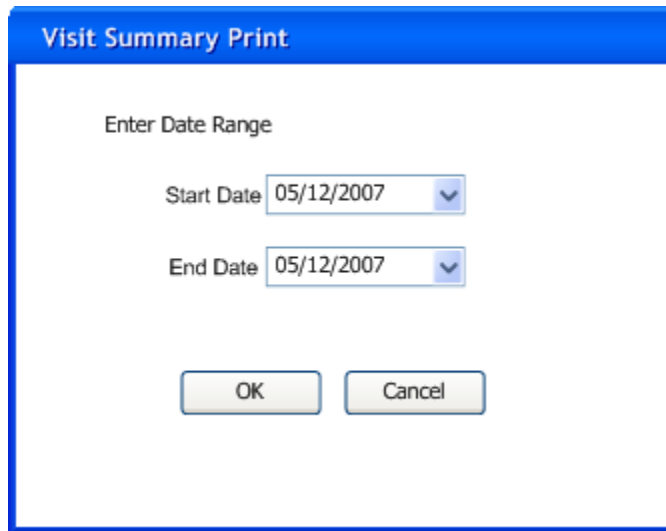 Visit Summary Print
Enter Date Range
Start Date 05/12/2007
End Date 05/12/2007
OK Cancel